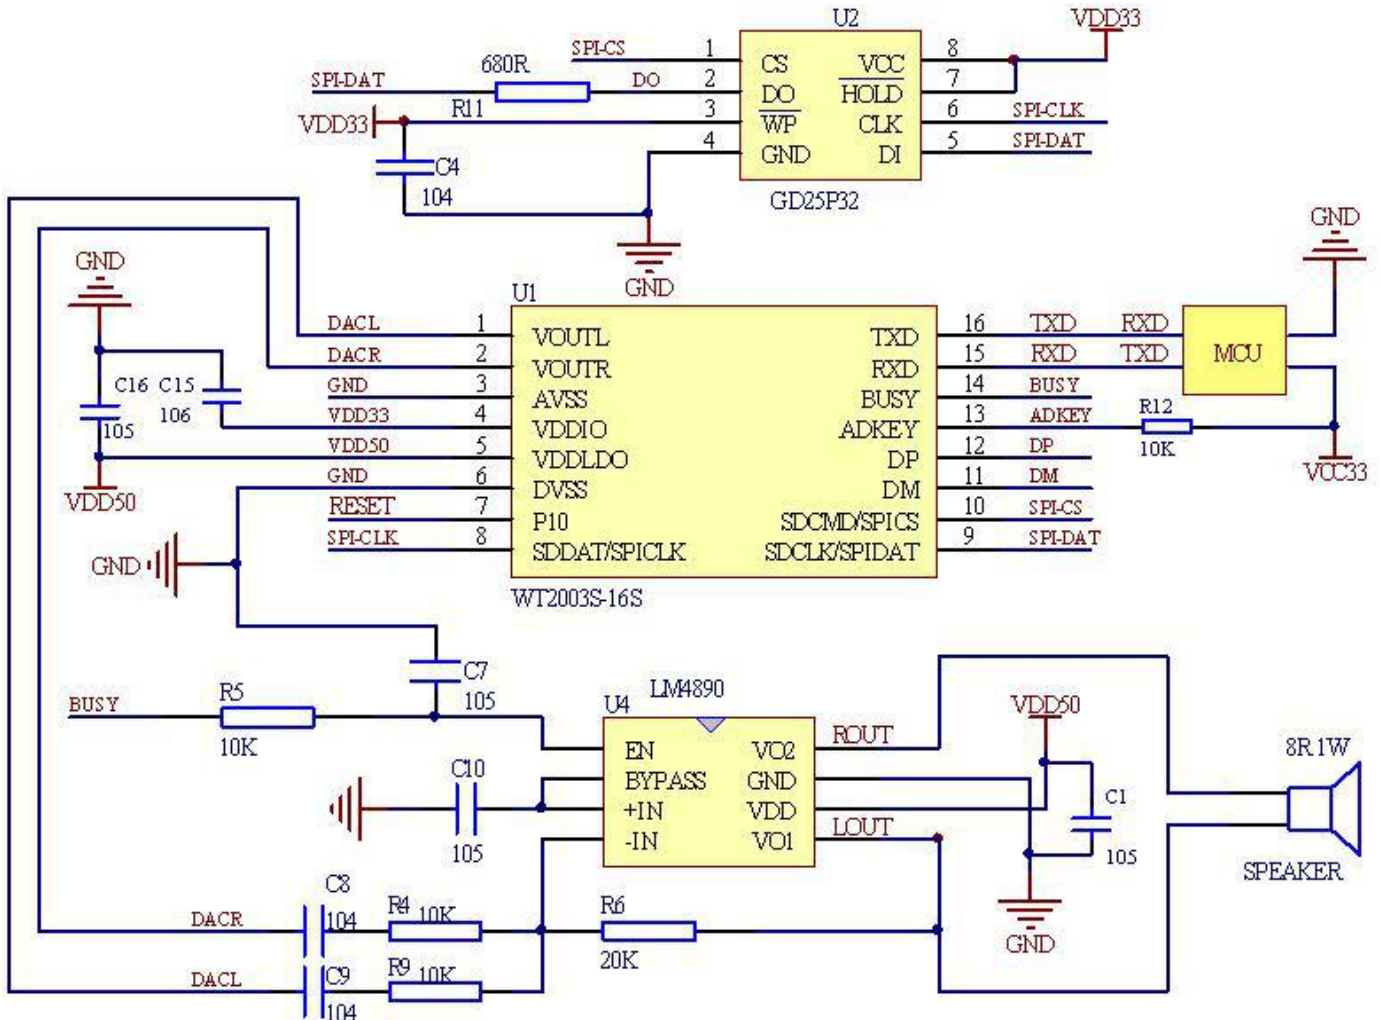 U2
VDD33
SPI-CS 1 CS VCC 8
SPI-DAT 680R DO 2 DO HOLD 7
R11
VDD33 3 WP CLK 6 SPI-CLK
4 GND DI 5 SPI-DAT
C4
104
GD25P32
GND
GND
GND
U1
DACL 1 VOUTL TXD 16 TXD RXD
DACR 2 VOUTR RXD 15 RXD TXD
MCU
GND 3 AVSS BUSY 14 BUSY
C16 C15
105 106
VDD33 4 VDDIO ADKEY 13 ADKEY R12
10K
VDD50 5 VDDLDO DP 12 DP
VDD50
VCC33
GND 6 DVSS DM 11 DM
RESET 7 P10 SDCMD/SPICS 10 SPI-CS
SPI-CLK 8 SDDAT/SPICLK SDCLK/SPIDAT 9 SPI-DAT
GND
WT2003S-16S
C7
105
BUSY R5
10K
U4 LM4890
EN VO2 ROUT
BYPASS GND
+IN VDD
-IN VO1 LOUT
VDD50
C10
105
C1
105
8R 1W
SPEAKER
GND
DACR C8
104
R4 10K
R6
20K
DACL C9
104
R9 10K